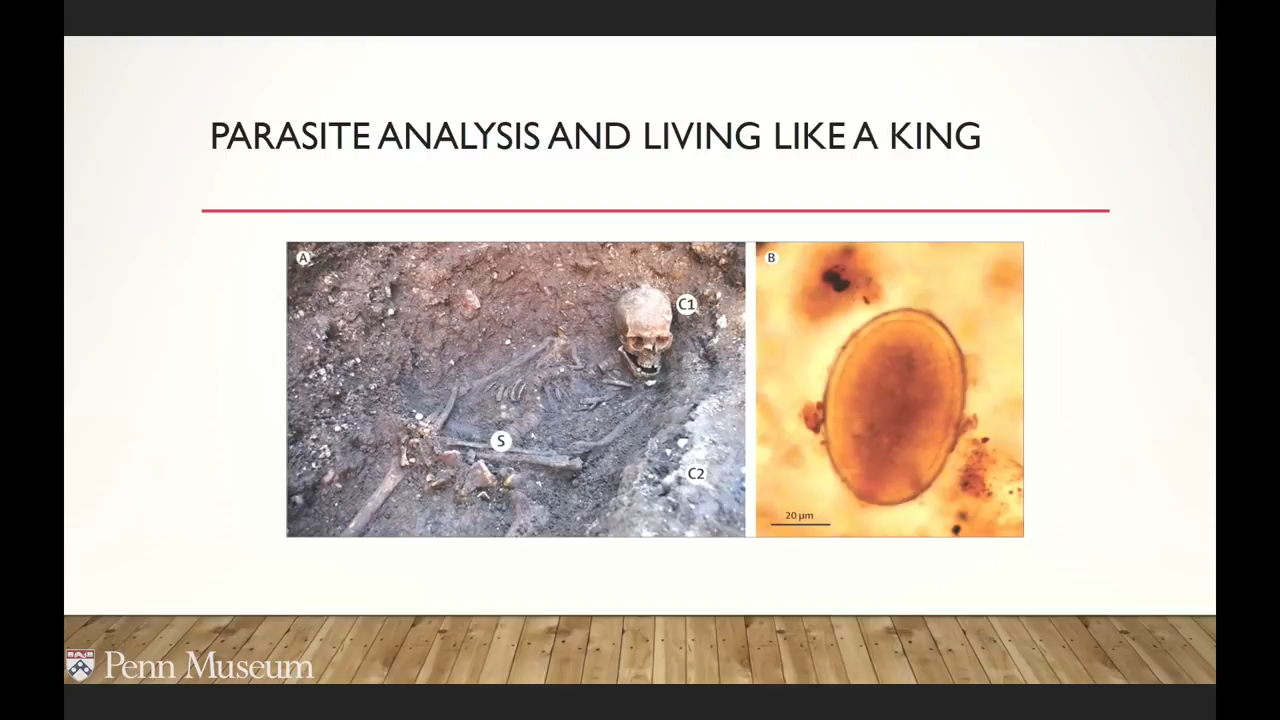 PARASITE ANALYSIS AND LIVING LIKE A KING
A
C1
S
C2
B
20 µm
Penn Museum